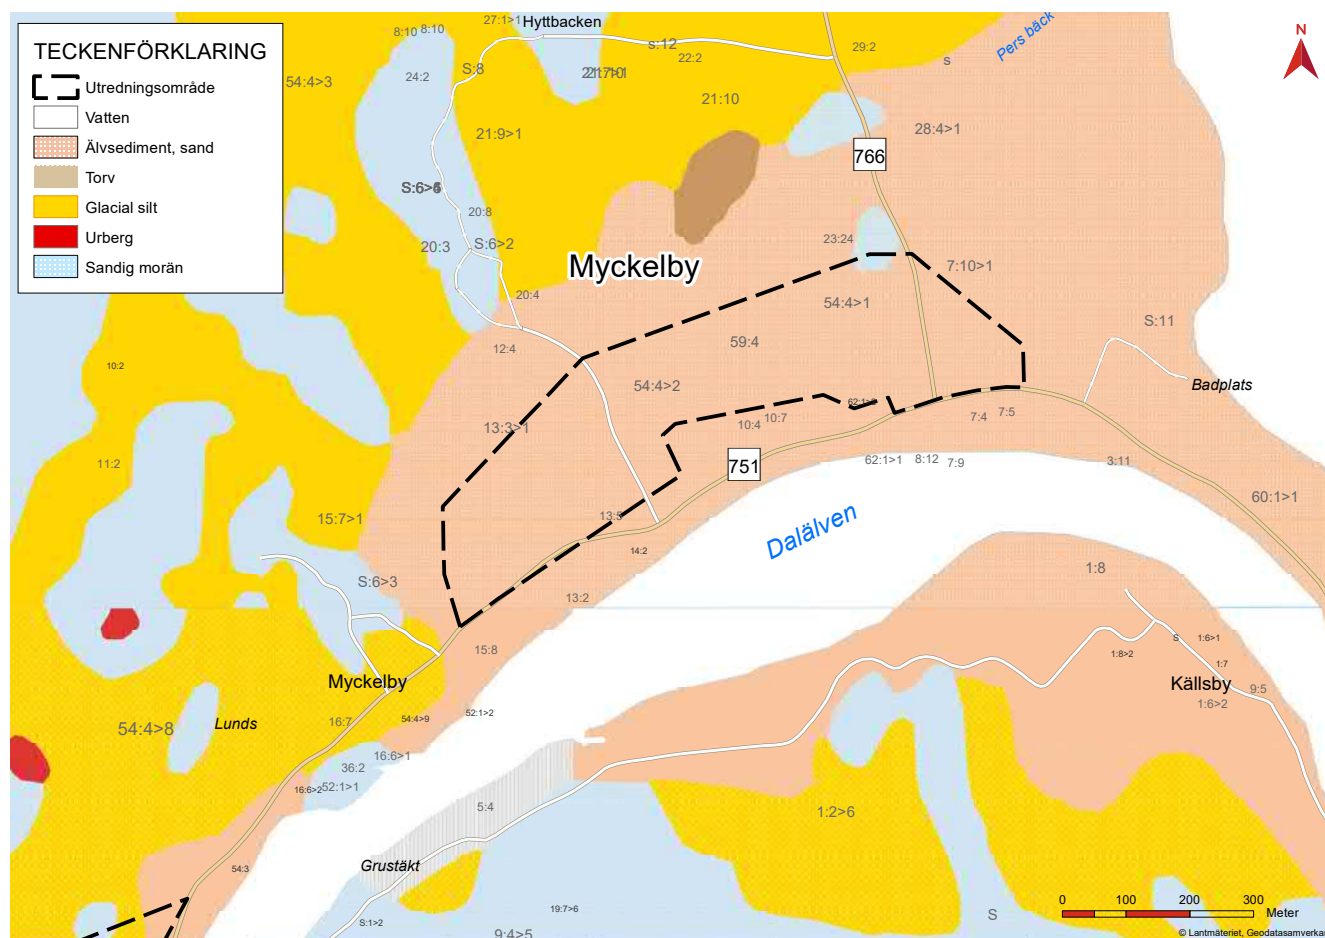 TECKENFÖRKLARING
Utredningsområde
Vatten
Älvsediment, sand
Torv
Glacial silt
Urberg
Sandig morän
N
27:1>1
Hyttbacken
8:10
8:10
s:12
22:2
29:2
Pers bäck
S
S:8
24:2
54:4>3
21:10
21:9>1
28:4>1
766
20:8
20:3
S:6>2
23:24
7:10>1
Myckelby
20:4
54:4>1
S:11
12:4
59:4
10:2
54:4>2
Badplats
10:4
10:7
7:4
7:5
13:3>1
11:2
751
62:1>1
8:12
7:9
3:11
60:1>1
15:7>1
13:5
Dalälven
14:2
S:6>3
1:8
13:2
S
1:6>1
15:8
1:8>2
1:7
Myckelby
Källsby
9:5
1:6>2
54:4>8
Lunds
16:7
54:4>9
52:1>2
16:6>1
36:2
16:6>2
52:1>1
5:4
1:2>6
Grustäkt
54:3
19:7>6
S:1>2
9:4>5
S
0 100 200 300
Meter
© Lantmäteriet, Geodatasamverka